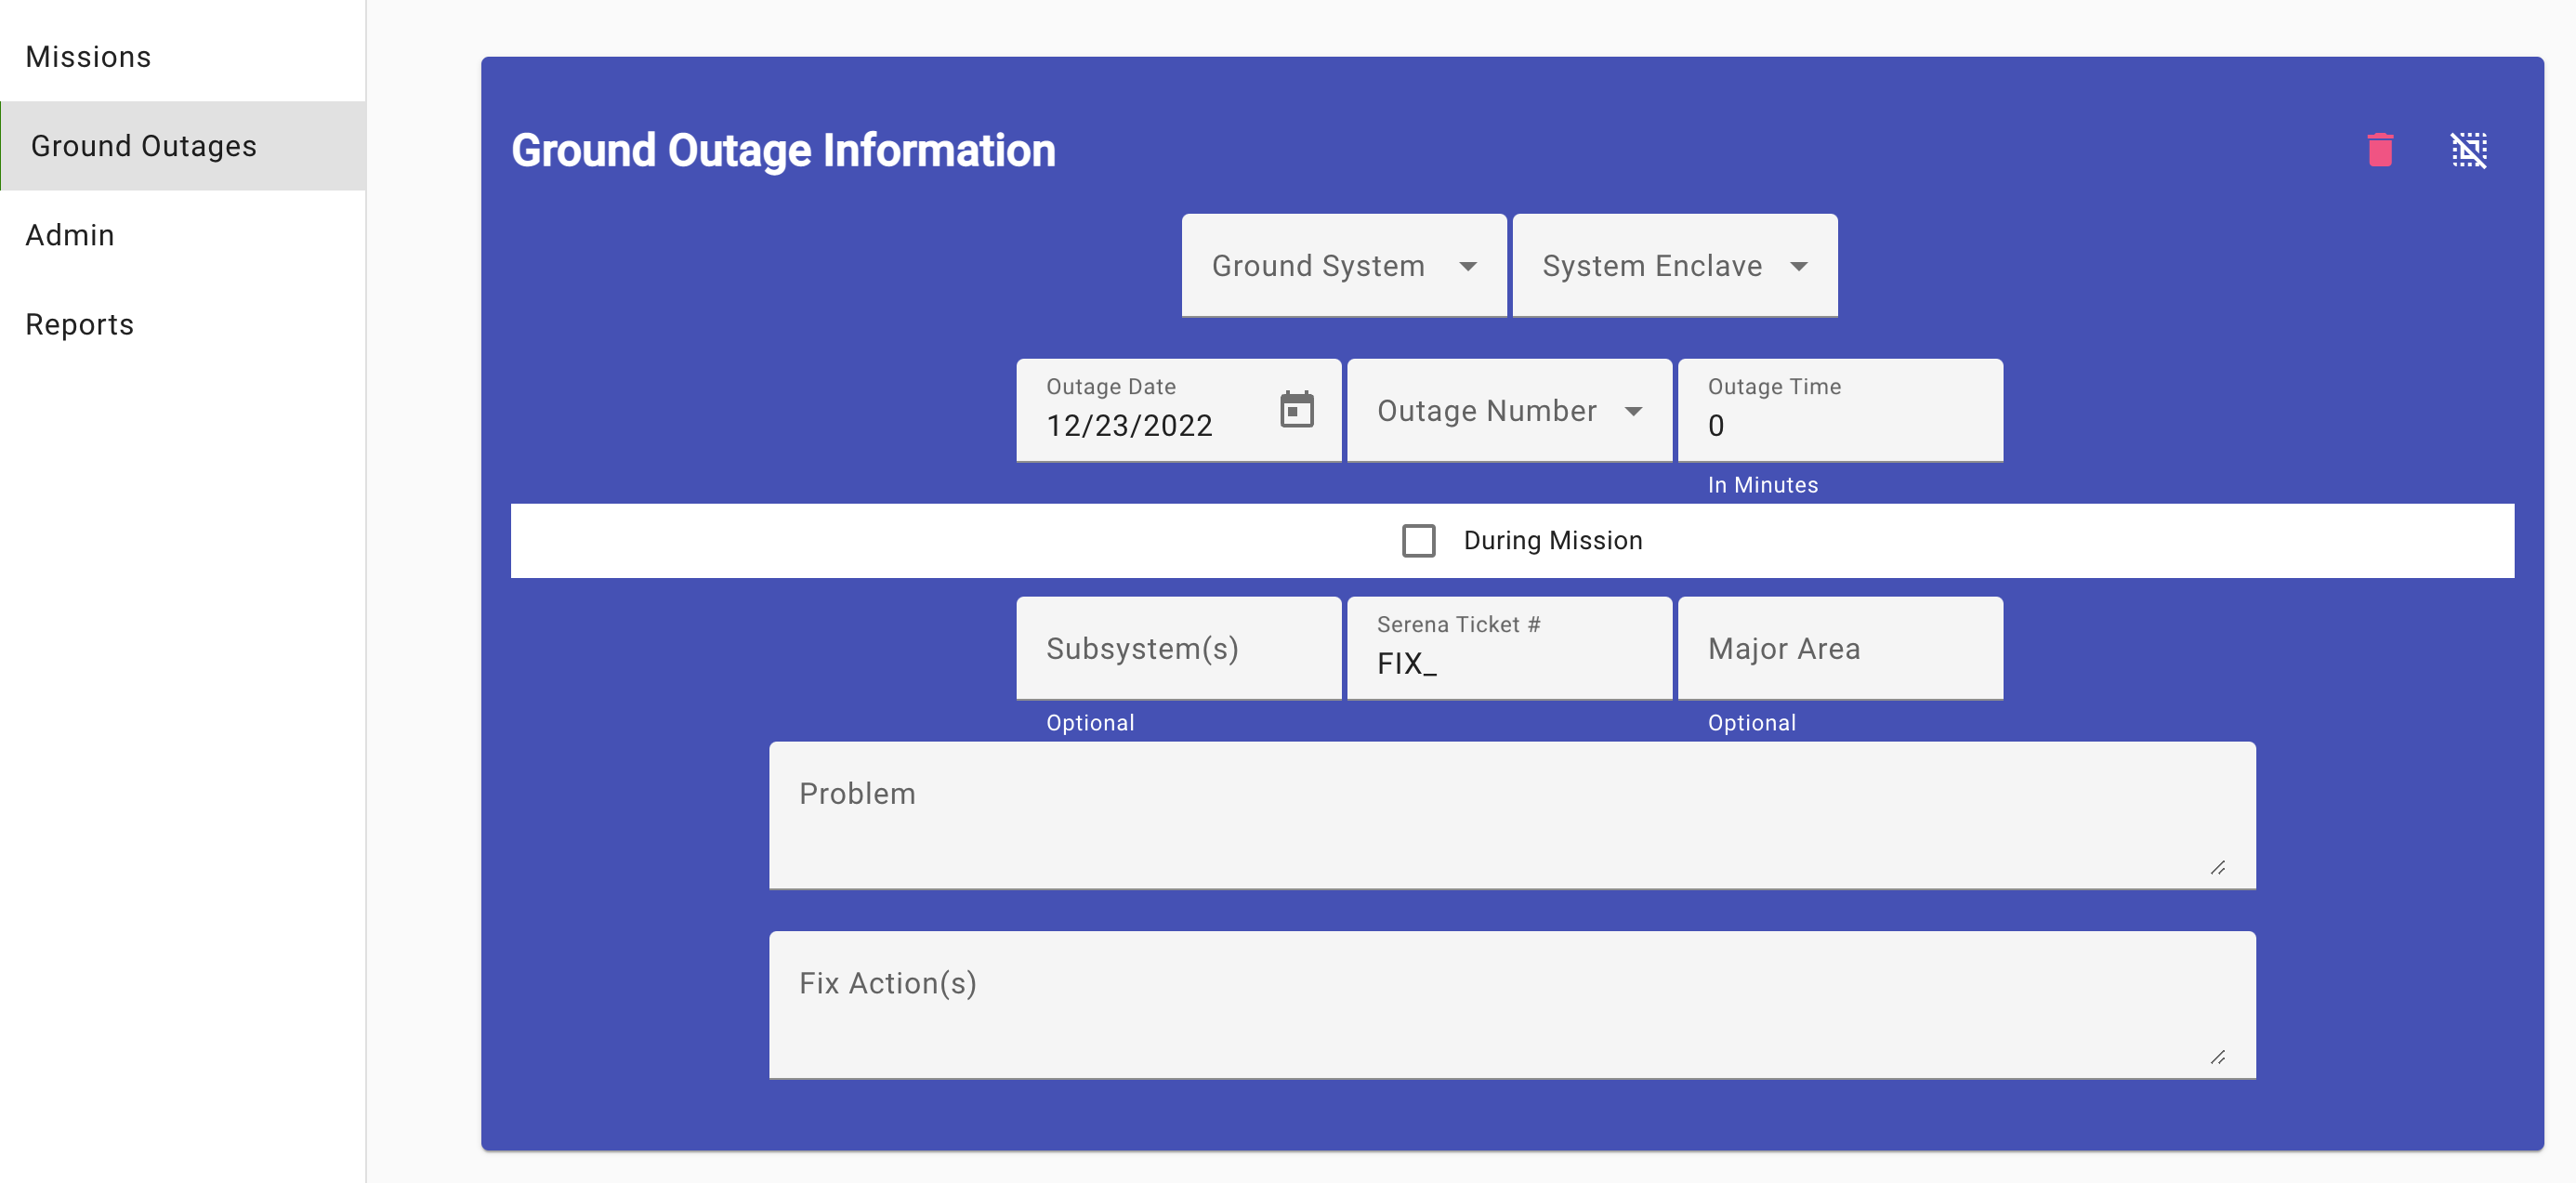 Missions
Ground Outages
Admin
Reports
Ground Outage Information
Ground System System Enclave
Outage Date
12/23/2022
Outage Number
Outage Time
0
In Minutes
During Mission
Subsystem(s)
Optional
Serena Ticket #
FIX_
Major Area
Optional
Problem
Fix Action(s)